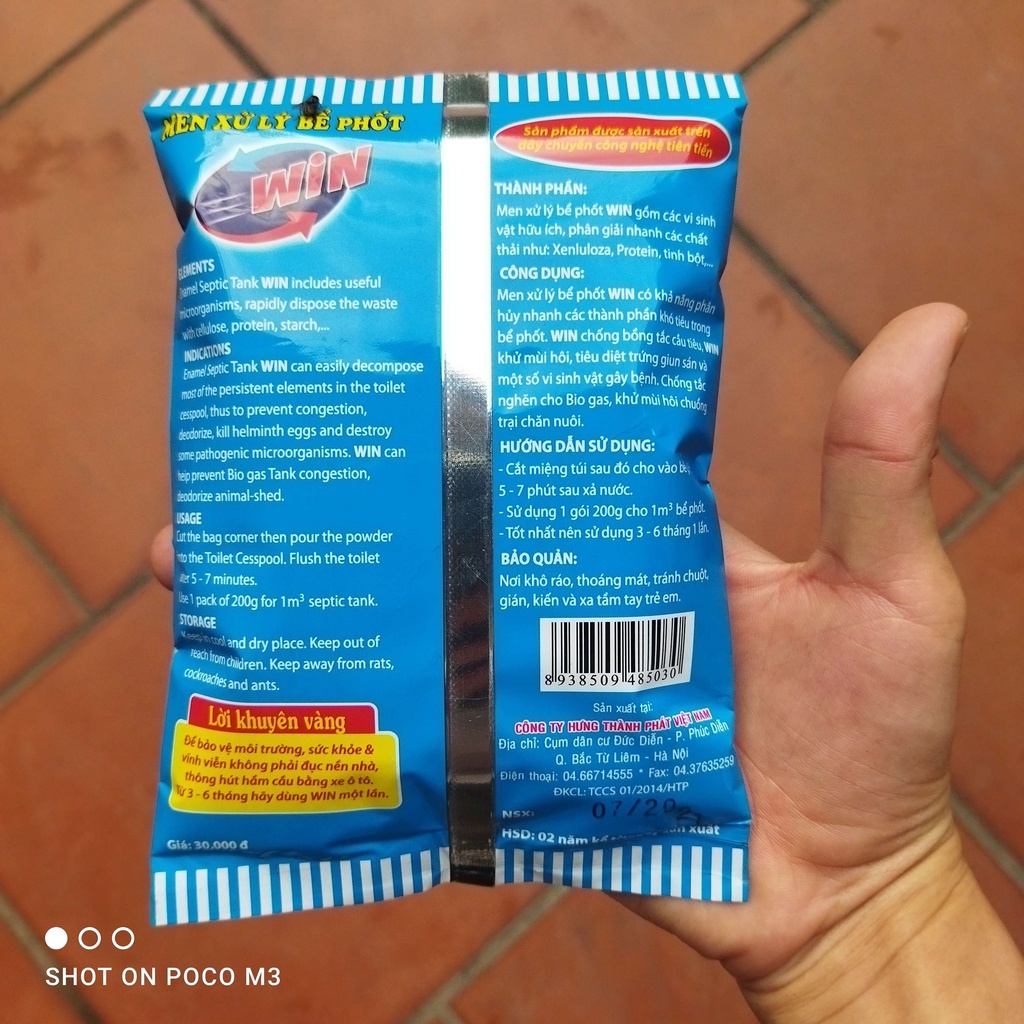 MEN XỬ LÝ BỂ PHỐT
WiN
ELEMENTS
Enamel Septic Tank WIN includes useful
microorganisms, rapidly dispose the waste
with cellulose, protein, starch,...
INDICATIONS
Enamel Septic Tank WIN can easily decompose
most of the persistent elements in the toilet
cesspool, thus to prevent congestion,
deodorize, kill helminth eggs and destroy
some pathogenic microorganisms. WIN can
help prevent Bio gas Tank congestion,
deodorize animal-shed.
USAGE
Cut the bag corner then pour the powder
into the Toilet Cesspool. Flush the toilet
after 5 - 7 minutes.
Use 1 pack of 200g for 1m³ septic tank.
STORAGE
Keep in cool and dry place. Keep out of
reach from children. Keep away from rats,
cockroaches and ants.
Lời khuyên vàng
Để bảo vệ môi trường, sức khỏe &
vĩnh viễn không phải đục nền nhà,
thông hút hầm cầu bằng xe ô tô.
Từ 3 - 6 tháng hãy dùng WIN một lần.
Giá: 30.000 đ
Sản phẩm được sản xuất trên
dây chuyền công nghệ tiên tiến
THÀNH PHẦN:
Men xử lý bể phốt WIN gồm các vi sinh
vật hữu ích, phân giải nhanh các chất
thải như: Xenluloza, Protein, tinh bột,...
CÔNG DỤNG:
Men xử lý bể phốt WIN có khả năng phân
hủy nhanh các thành phần khó tiêu trong
bể phốt. WIN chống bồng tắc cầu tiêu, WIN
khử mùi hôi, tiêu diệt trứng giun sán và
một số vi sinh vật gây bệnh. Chống tắc
nghẽn cho Bio gas, khử mùi hôi chuồng
trại chăn nuôi.
HƯỚNG DẪN SỬ DỤNG:
- Cắt miệng túi sau đó cho vào bể,
5 - 7 phút sau xả nước.
- Sử dụng 1 gói 200g cho 1m³ bể phốt.
- Tốt nhất nên sử dụng 3 - 6 tháng 1 lần.
BẢO QUẢN:
Nơi khô ráo, thoáng mát, tránh chuột,
gián, kiến và xa tầm tay trẻ em.
8 938509 485030
Sản xuất tại:
CÔNG TY HƯNG THÀNH PHÁT VIỆT NAM
Địa chỉ: Cụm dân cư Đức Diễn - P. Phúc Diễn
Q. Bắc Từ Liêm - Hà Nội
Điện thoại: 04.66714555 * Fax: 04.37635259
ĐKCL: TCCS 01/2014/HTP
NSX:
HSD: 02 năm kể xuất
SHOT ON POCO M3